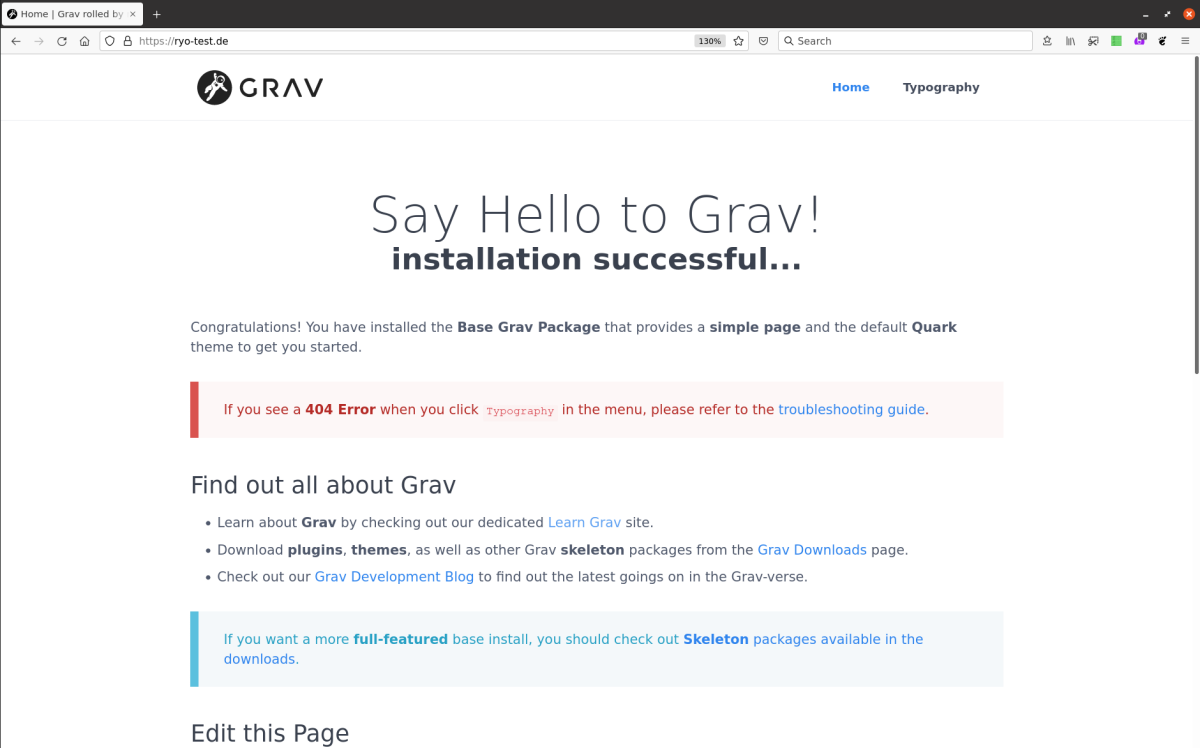 Home | Grav rolled by
https://ryo-test.de
130%
Search
0
GRAV
Home
Typography
Say Hello to Grav!
installation successful...
Congratulations! You have installed the Base Grav Package that provides a simple page and the default Quark
theme to get you started.
If you see a 404 Error when you click Typography in the menu, please refer to the troubleshooting guide.
Find out all about Grav
• Learn about Grav by checking out our dedicated Learn Grav site.
• Download plugins, themes, as well as other Grav skeleton packages from the Grav Downloads page.
• Check out our Grav Development Blog to find out the latest goings on in the Grav-verse.
If you want a more full-featured base install, you should check out Skeleton packages available in the
downloads.
Edit this Page